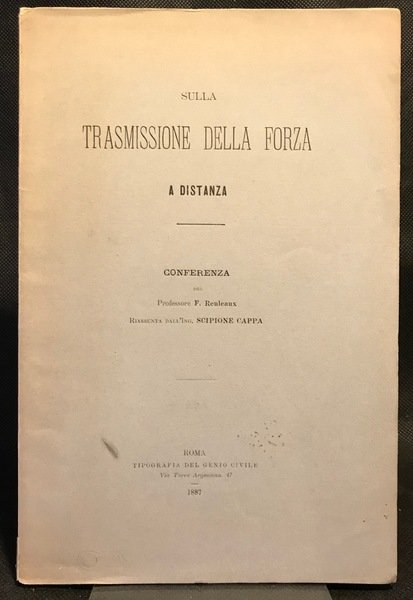 SULLA
TRASMISSIONE DELLA FORZA
A DISTANZA
CONFERENZA
DEL
Professore F. Reuleaux
RIASSUNTA DALL'ING. SCIPIONE CAPPA
ROMA
TIPOGRAFIA DEL GENIO CIVILE
Via Torre Argentina, 47
1887